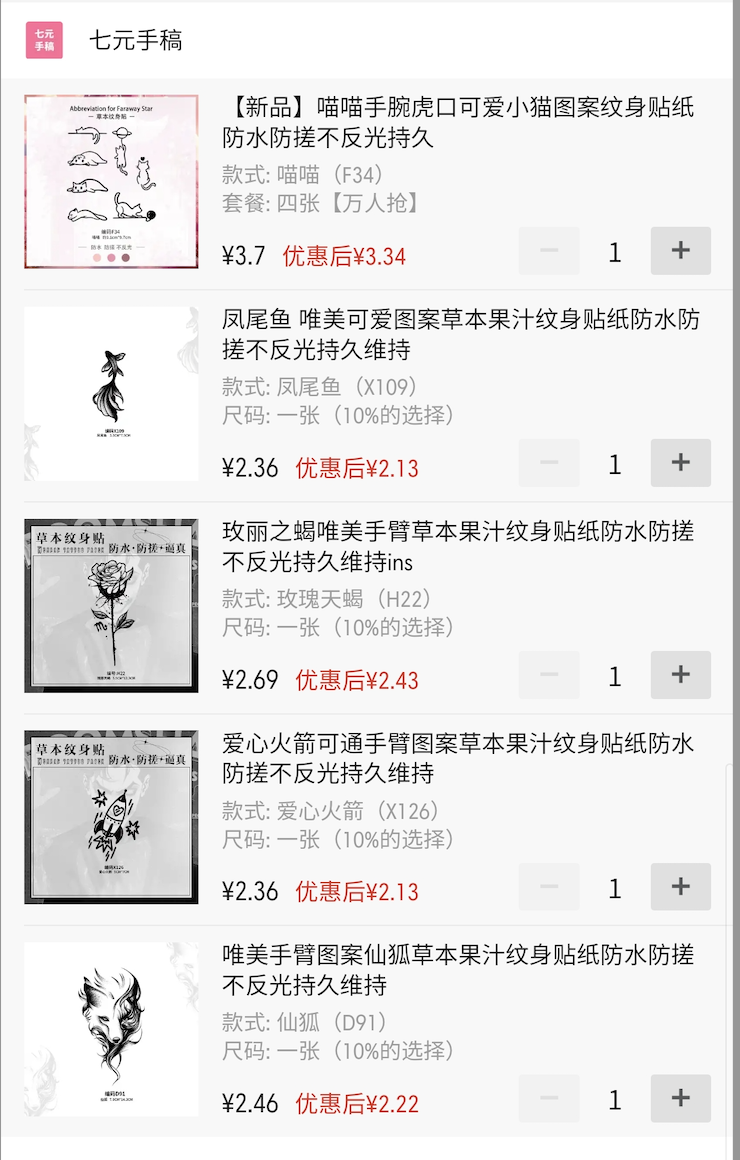 七元
手稿
七元手稿
Abbreviation for Faraway Star
草本纹身贴
编码F34
防水 防搓 不反光
【新品】喵喵手腕虎口可爱小猫图案纹身贴纸
防水防搓不反光持久
款式: 喵喵（F34）
套餐: 四张【万人抢】
¥3.7 优惠后¥3.34
1
编码X109
凤尾鱼 唯美可爱图案草本果汁纹身贴纸防水防
搓不反光持久维持
款式: 凤尾鱼（X109）
尺码: 一张（10%的选择）
¥2.36 优惠后¥2.13
1
草本纹身贴
防水·防搓·逼真
编号:H22
玫丽之蝎唯美手臂草本果汁纹身贴纸防水防搓
不反光持久维持ins
款式: 玫瑰天蝎（H22）
尺码: 一张（10%的选择）
¥2.69 优惠后¥2.43
1
草本纹身贴
防水·防搓·逼真
编码X126
爱心火箭可通手臂图案草本果汁纹身贴纸防水
防搓不反光持久维持
款式: 爱心火箭（X126）
尺码: 一张（10%的选择）
¥2.36 优惠后¥2.13
1
编码D91
唯美手臂图案仙狐草本果汁纹身贴纸防水防搓
不反光持久维持
款式: 仙狐（D91）
尺码: 一张（10%的选择）
¥2.46 优惠后¥2.22
1